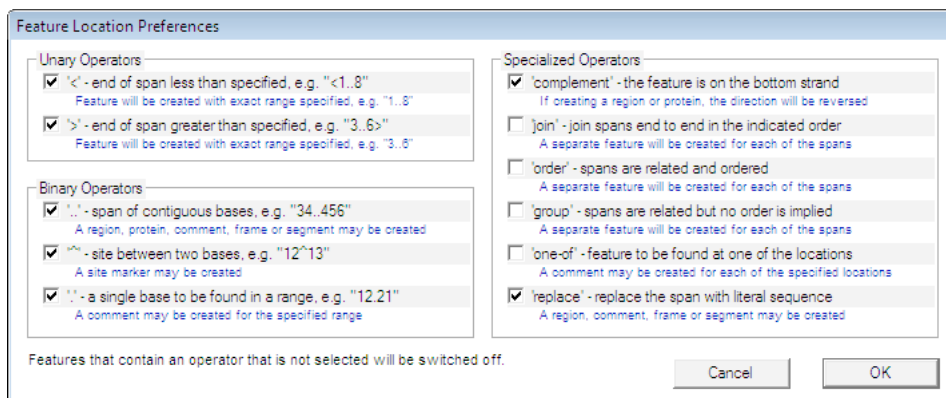 Feature Location Preferences
Unary Operators
'<' - end of span less than specified, e.g. "<1..8"
Feature will be created with exact range specified, e.g. "1..8"
'>' - end of span greater than specified, e.g. "3..6>"
Feature will be created with exact range specified, e.g. "3..6"
Binary Operators
'..' - span of contiguous bases, e.g. "34..456"
A region, protein, comment, frame or segment may be created
'^' - site between two bases, e.g. "12^13"
A site marker may be created
'.' - a single base to be found in a range, e.g. "12.21"
A comment may be created for the specified range
Specialized Operators
'complement' - the feature is on the bottom strand
If creating a region or protein, the direction will be reversed
'join' - join spans end to end in the indicated order
A separate feature will be created for each of the spans
'order' - spans are related and ordered
A separate feature will be created for each of the spans
'group' - spans are related but no order is implied
A separate feature will be created for each of the spans
'one-of' - feature to be found at one of the locations
A comment may be created for each of the specified locations
'replace' - replace the span with literal sequence
A region, comment, frame or segment may be created
Features that contain an operator that is not selected will be switched off.
Cancel
OK